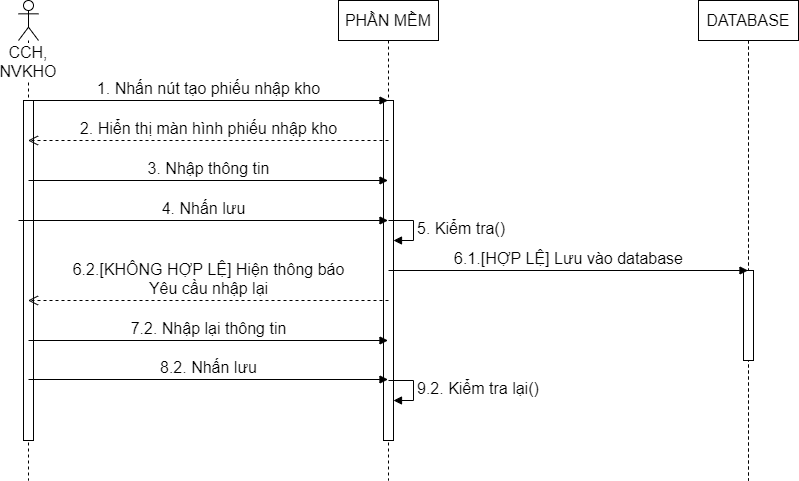 CCH,
NVKHO
PHẦN MỀM
DATABASE
1. Nhấn nút tạo phiếu nhập kho
2. Hiển thị màn hình phiếu nhập kho
3. Nhập thông tin
4. Nhấn lưu
5. Kiểm tra()
6.1.[HỢP LỆ] Lưu vào database
6.2.[KHÔNG HỢP LỆ] Hiện thông báo
Yêu cầu nhập lại
7.2. Nhập lại thông tin
8.2. Nhấn lưu
9.2. Kiểm tra lại()